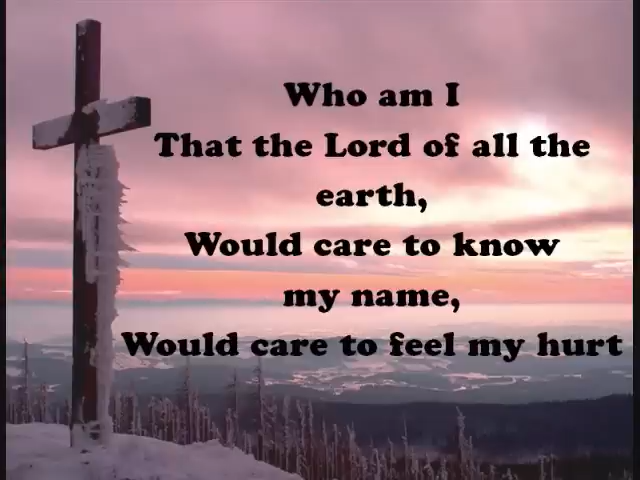 Who am I
That the Lord of all the
earth,
Would care to know
my name,
Would care to feel my hurt